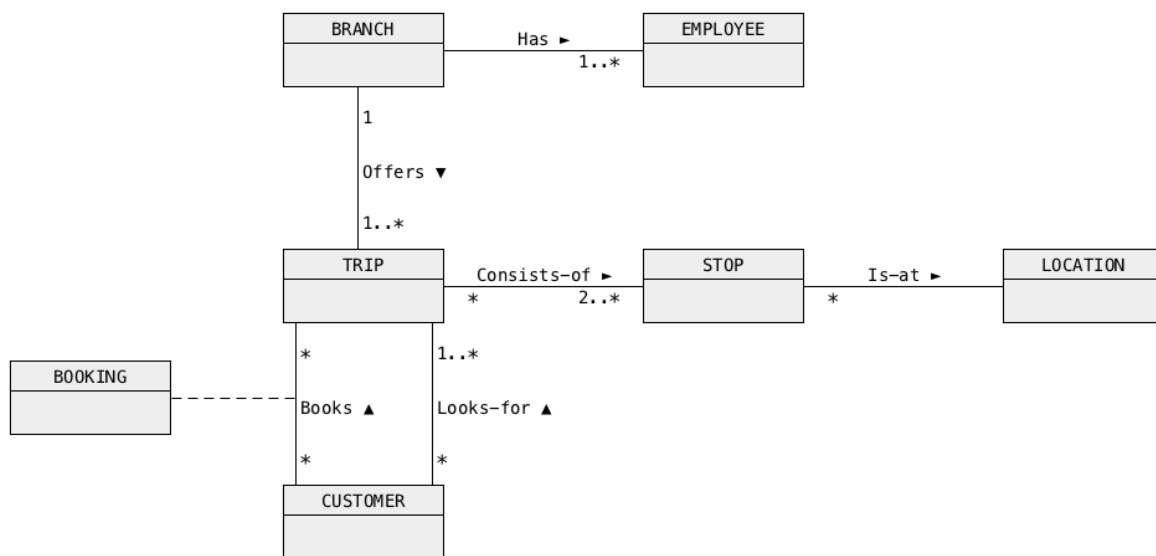 BRANCH
Has ►
EMPLOYEE
1..*
1
Offers ▼
1..*
TRIP
Consists-of ►
STOP
Is-at ►
LOCATION
*
2..*
*
BOOKING
*
1..*
Books ▲
Looks-for ▲
*
*
CUSTOMER